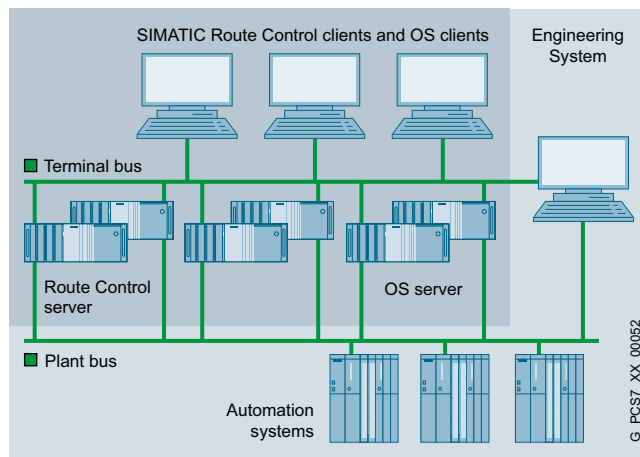 SIMATIC Route Control clients and OS clients
Engineering
System
Terminal bus
Route Control
server
OS server
Plant bus
Automation
systems
G_PCS7_XX_00052